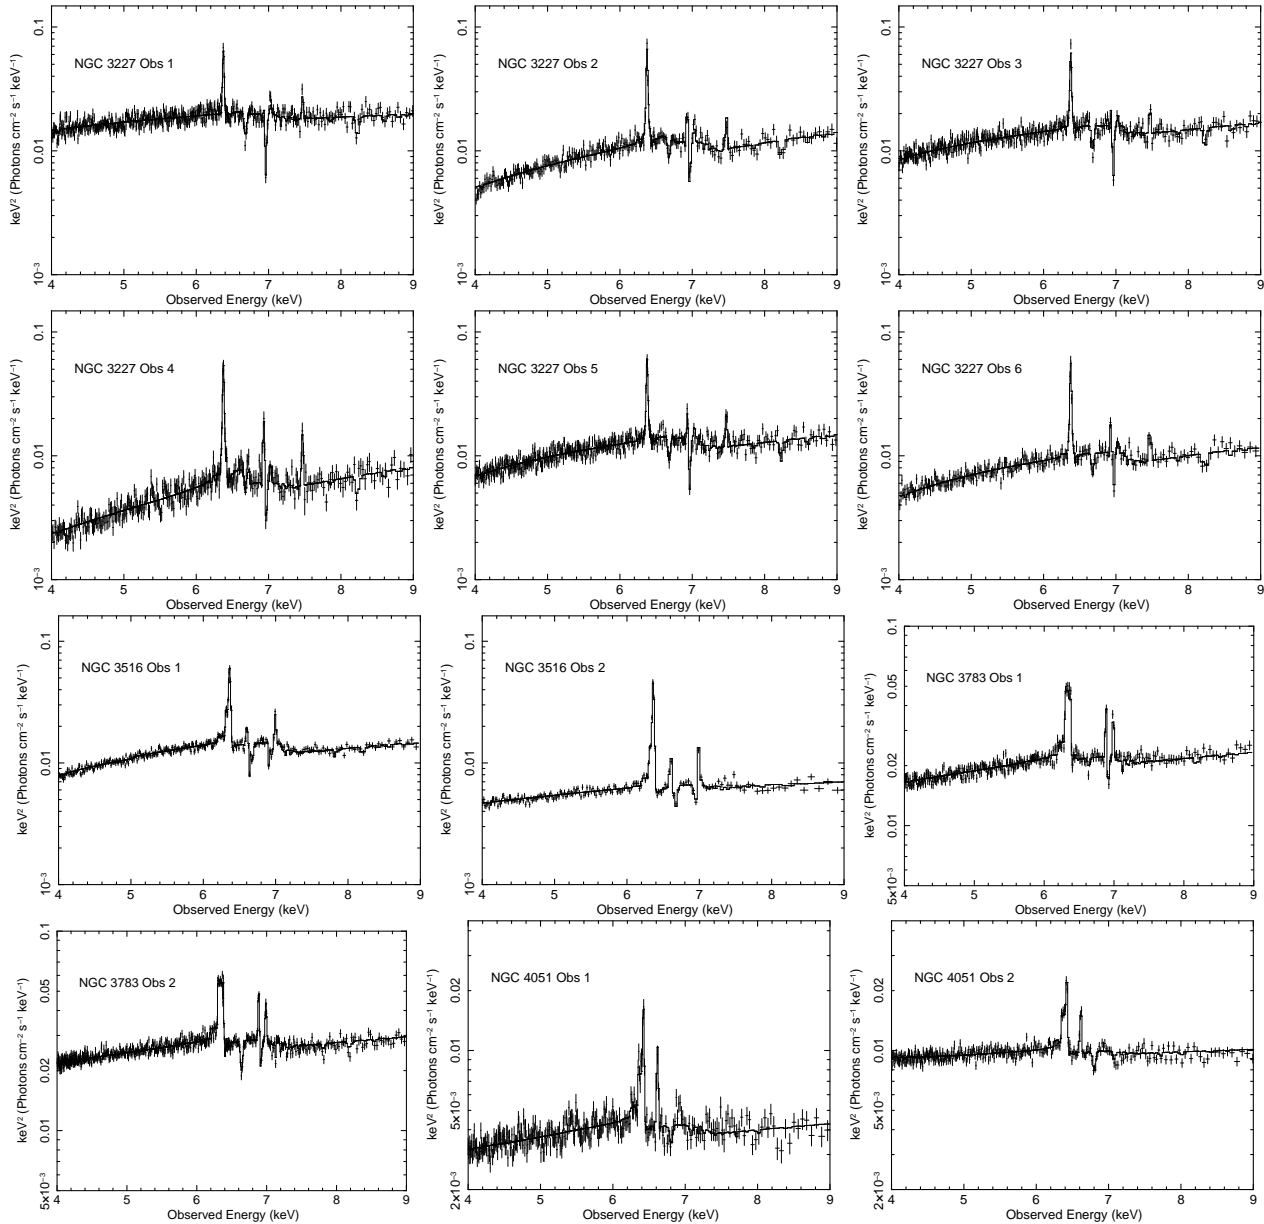 NGC 3227 Obs 1
keV² (Photons cm⁻² s⁻¹ keV⁻¹)
0.1
0.01
10⁻³
4 5 6 7 8 9
Observed Energy (keV)
NGC 3227 Obs 2
keV² (Photons cm⁻² s⁻¹ keV⁻¹)
0.1
0.01
10⁻³
4 5 6 7 8 9
Observed Energy (keV)
NGC 3227 Obs 3
keV² (Photons cm⁻² s⁻¹ keV⁻¹)
0.1
0.01
10⁻³
4 5 6 7 8 9
Observed Energy (keV)
NGC 3227 Obs 4
keV² (Photons cm⁻² s⁻¹ keV⁻¹)
0.1
0.01
10⁻³
4 5 6 7 8 9
Observed Energy (keV)
NGC 3227 Obs 5
keV² (Photons cm⁻² s⁻¹ keV⁻¹)
0.1
0.01
10⁻³
4 5 6 7 8 9
Observed Energy (keV)
NGC 3227 Obs 6
keV² (Photons cm⁻² s⁻¹ keV⁻¹)
0.1
0.01
10⁻³
4 5 6 7 8 9
Observed Energy (keV)
NGC 3516 Obs 1
keV² (Photons cm⁻² s⁻¹ keV⁻¹)
0.1
0.01
10⁻³
4 5 6 7 8 9
Observed Energy (keV)
NGC 3516 Obs 2
keV² (Photons cm⁻² s⁻¹ keV⁻¹)
0.1
0.01
10⁻³
4 5 6 7 8 9
Observed Energy (keV)
NGC 3783 Obs 1
keV² (Photons cm⁻² s⁻¹ keV⁻¹)
0.1
0.05
0.02
0.01
5×10⁻³
4 5 6 7 8 9
Observed Energy (keV)
NGC 3783 Obs 2
keV² (Photons cm⁻² s⁻¹ keV⁻¹)
0.1
0.05
0.02
0.01
5×10⁻³
4 5 6 7 8 9
Observed Energy (keV)
NGC 4051 Obs 1
keV² (Photons cm⁻² s⁻¹ keV⁻¹)
0.02
0.01
5×10⁻³
2×10⁻³
4 5 6 7 8 9
Observed Energy (keV)
NGC 4051 Obs 2
keV² (Photons cm⁻² s⁻¹ keV⁻¹)
0.02
0.01
5×10⁻³
2×10⁻³
4 5 6 7 8 9
Observed Energy (keV)